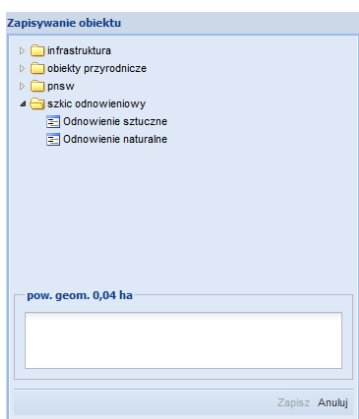 Zapisywanie obiektu
infrastruktura
obiekty przyrodnicze
pnsw
szkic odnowieniowy
Odnowienie sztuczne
Odnowienie naturalne
pow. geom. 0,04 ha
Zapisz Anuluj